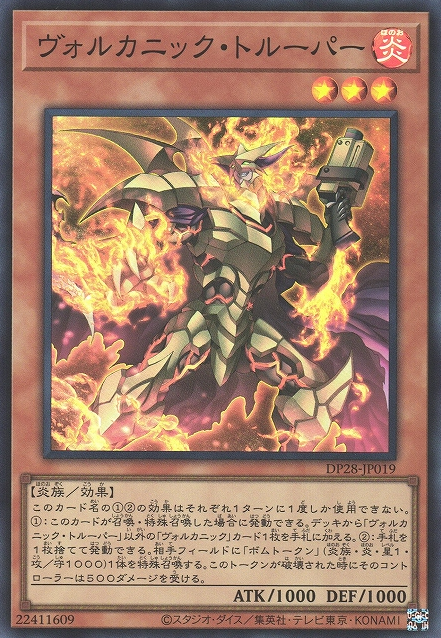 ヴォルカニック・トルーパー
ほのお
炎
DP28-JP019
【炎族／効果】
このカード名の①②の効果はそれぞれ１ターンに１度しか使用できない。
①：このカードが召喚・特殊召喚した場合に発動できる。デッキから「ヴォルカ
ニック・トルーパー」以外の「ヴォルカニック」カード１枚を手札に加える。②：手札を
１枚捨てて発動できる。相手フィールドに「ボムトークン」（炎族・炎・星１・
攻／守1000）１体を特殊召喚する。このトークンが破壊された時にそのコント
ローラーは５００ダメージを受ける。
ATK/1000 DEF/1000
22411609
©スタジオ・ダイス／集英社・テレビ東京・KONAMI